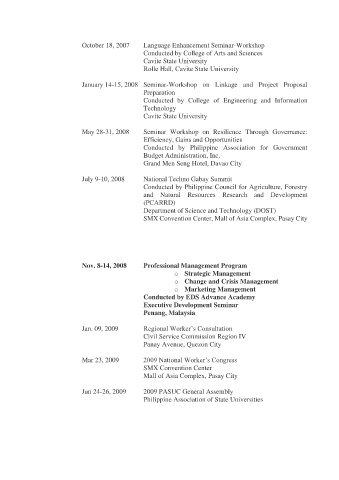 October 18, 2007 Language Enhancement Seminar-Workshop
Conducted by College of Arts and Sciences
Cavite State University
Rolle Hall, Cavite State University
January 14-15, 2008 Seminar-Workshop on Linkage and Project Proposal
Preparation
Conducted by College of Engineering and Information
Technology
Cavite State University
May 28-31, 2008 Seminar Workshop on Resilience Through Governance:
Efficiency, Gains and Opportunities
Conducted by Philippine Association for Government
Budget Administration, Inc.
Grand Men Seng Hotel, Davao City
July 9-10, 2008 National Techno Gabay Summit
Conducted by Philippine Council for Agriculture, Forestry
and Natural Resources Research and Development
(PCARRD)
Department of Science and Technology (DOST)
SMX Convention Center, Mall of Asia Complex, Pasay City
Nov. 8-14, 2008 Professional Management Program
o Strategic Management
o Change and Crisis Management
o Marketing Management
Conducted by EDS Advance Academy
Executive Development Seminar
Penang, Malaysia
Jan. 09, 2009 Regional Worker's Consultation
Civil Service Commission Region IV
Panay Avenue, Quezon City
Mar 23, 2009 2009 National Worker's Congress
SMX Convention Center
Mall of Asia Complex, Pasay City
Jun 24-26, 2009 2009 PASUC General Assembly
Philippine Association of State Universities